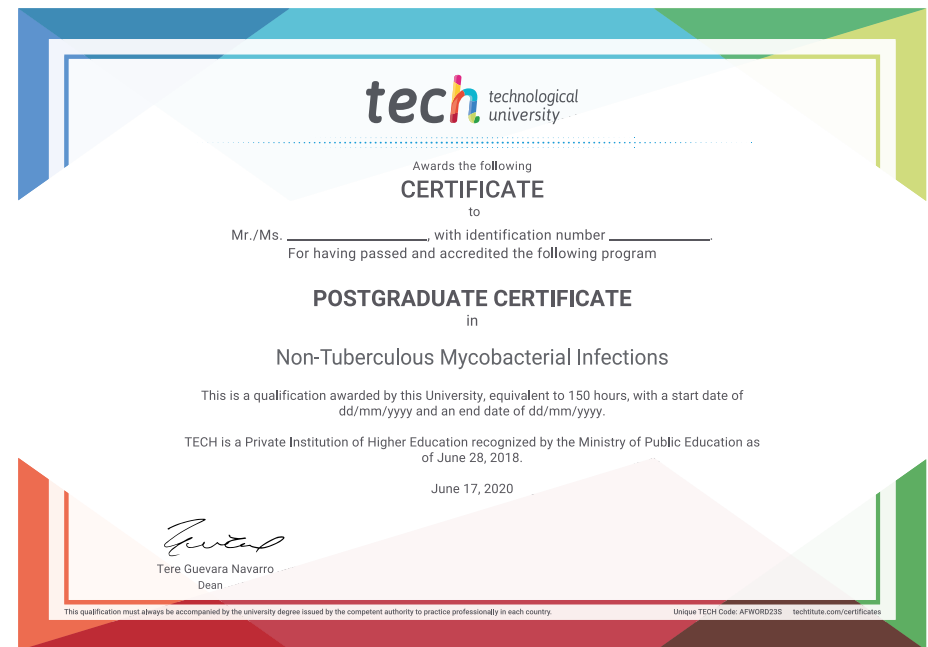 tech technological
university
Awards the following
CERTIFICATE
to
Mr./Ms. ____________________, with identification number ______________.
For having passed and accredited the following program
POSTGRADUATE CERTIFICATE
in
Non-Tuberculous Mycobacterial Infections
This is a qualification awarded by this University, equivalent to 150 hours, with a start date of
dd/mm/yyyy and an end date of dd/mm/yyyy.
TECH is a Private Institution of Higher Education recognized by the Ministry of Public Education as
of June 28, 2018.
June 17, 2020
Tere Guevara Navarro
Dean
This qualification must always be accompanied by the university degree issued by the competent authority to practice professionally in each country.
Unique TECH Code: AFWORD23S techtitute.com/certificates